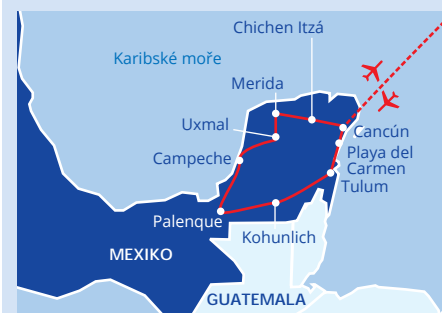 Chichen Itzá
Karibské moře
Merida
Uxmal
Cancún
Playa del
Carmen
Campeche
Tulum
Palenque
Kohunlich
MEXIKO
GUATEMALA